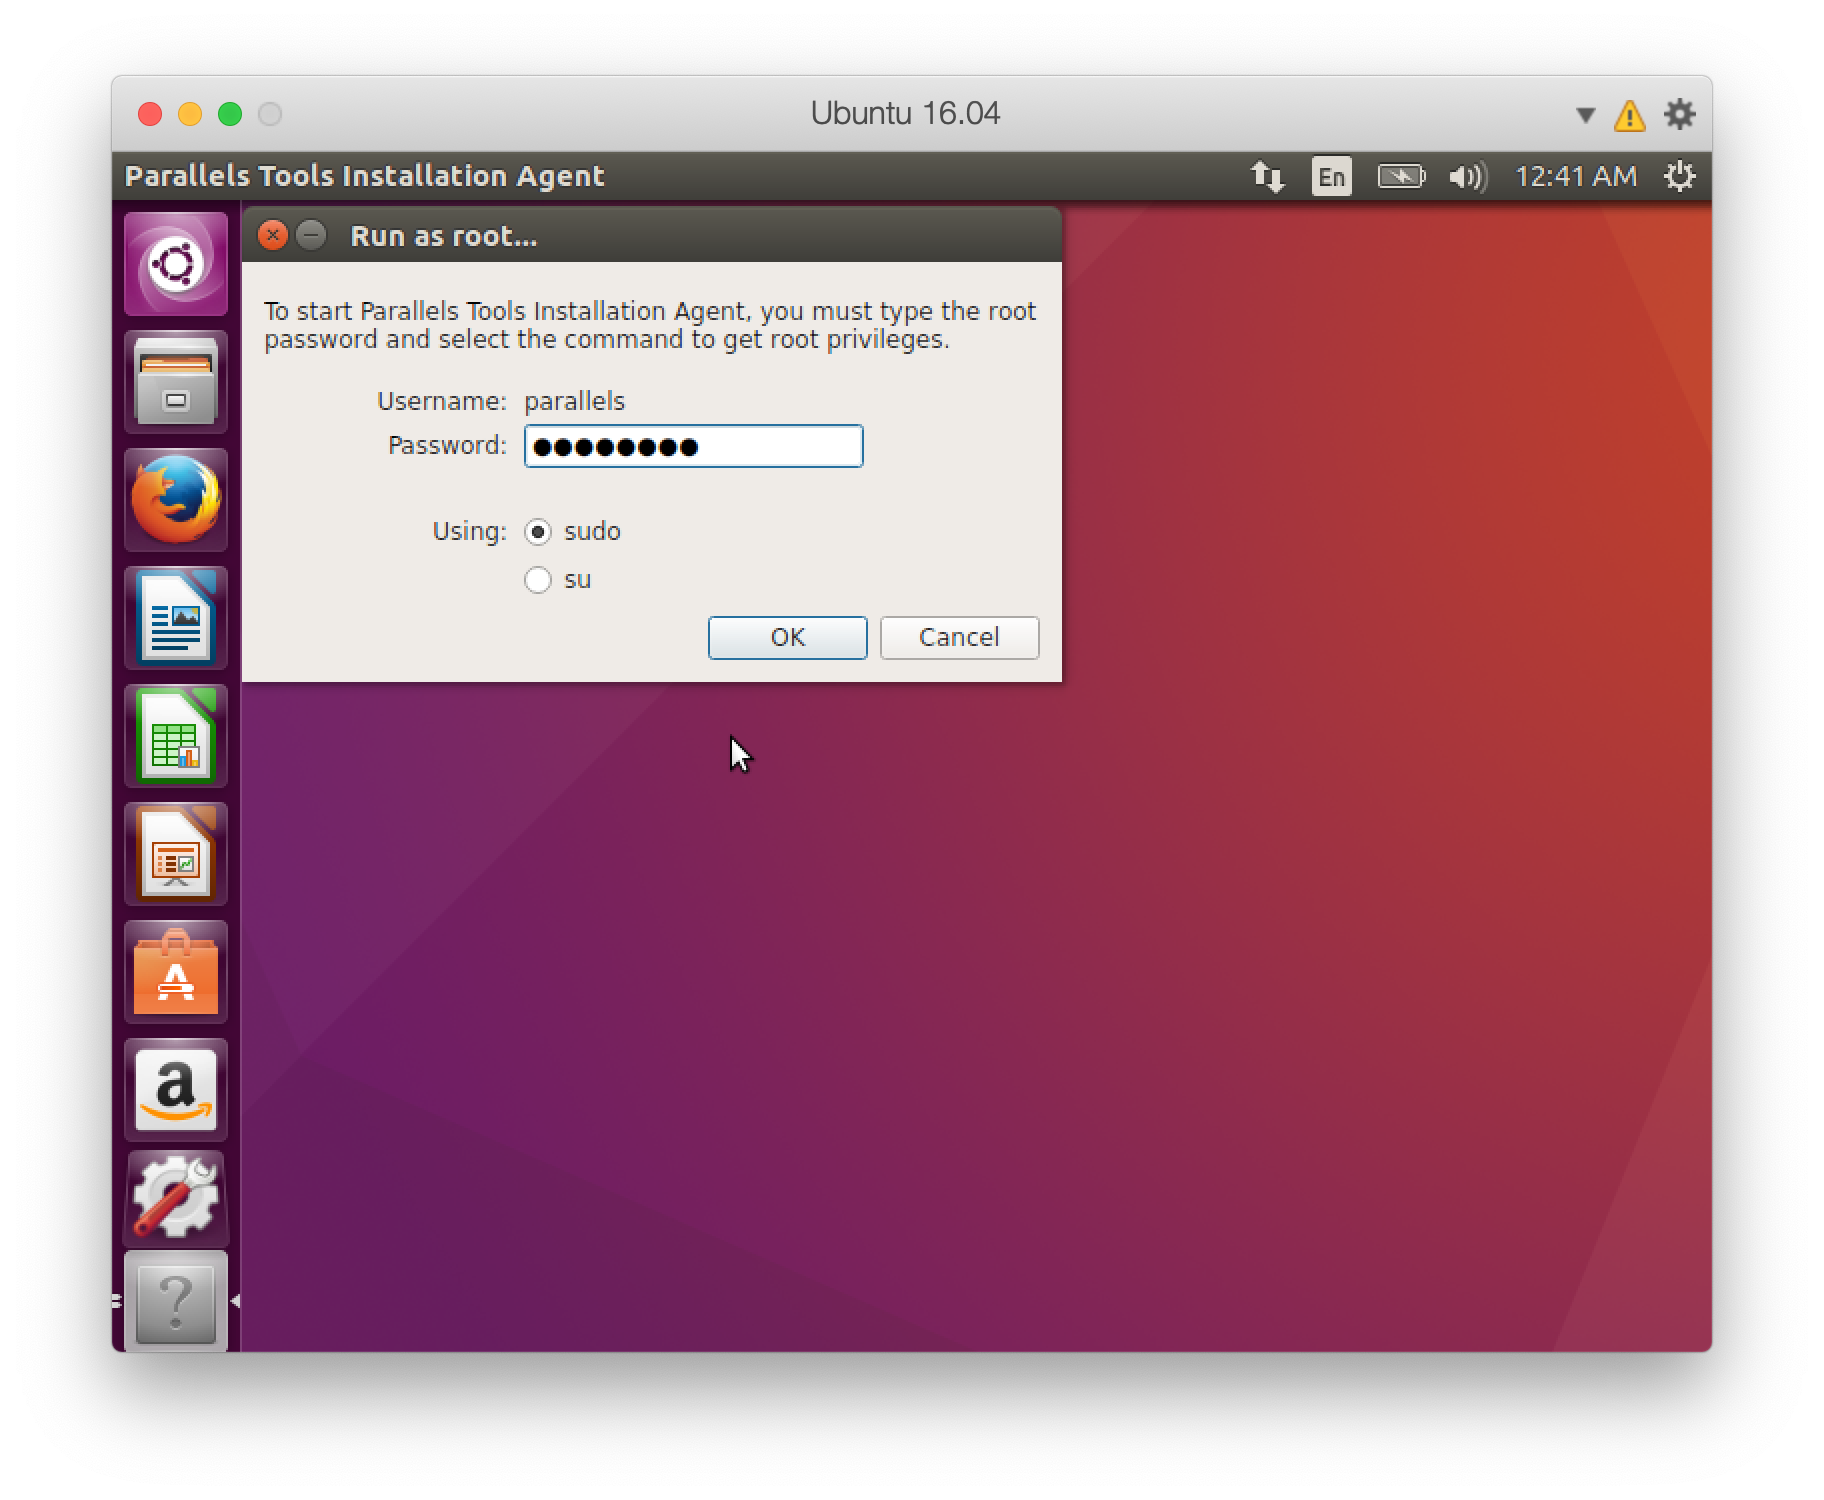 Ubuntu 16.04
Parallels Tools Installation Agent
En
12:41 AM
Run as root...
To start Parallels Tools Installation Agent, you must type the root
password and select the command to get root privileges.
Username: parallels
Password: ●●●●●●●●
Using: sudo
su
OK Cancel
A
a
?